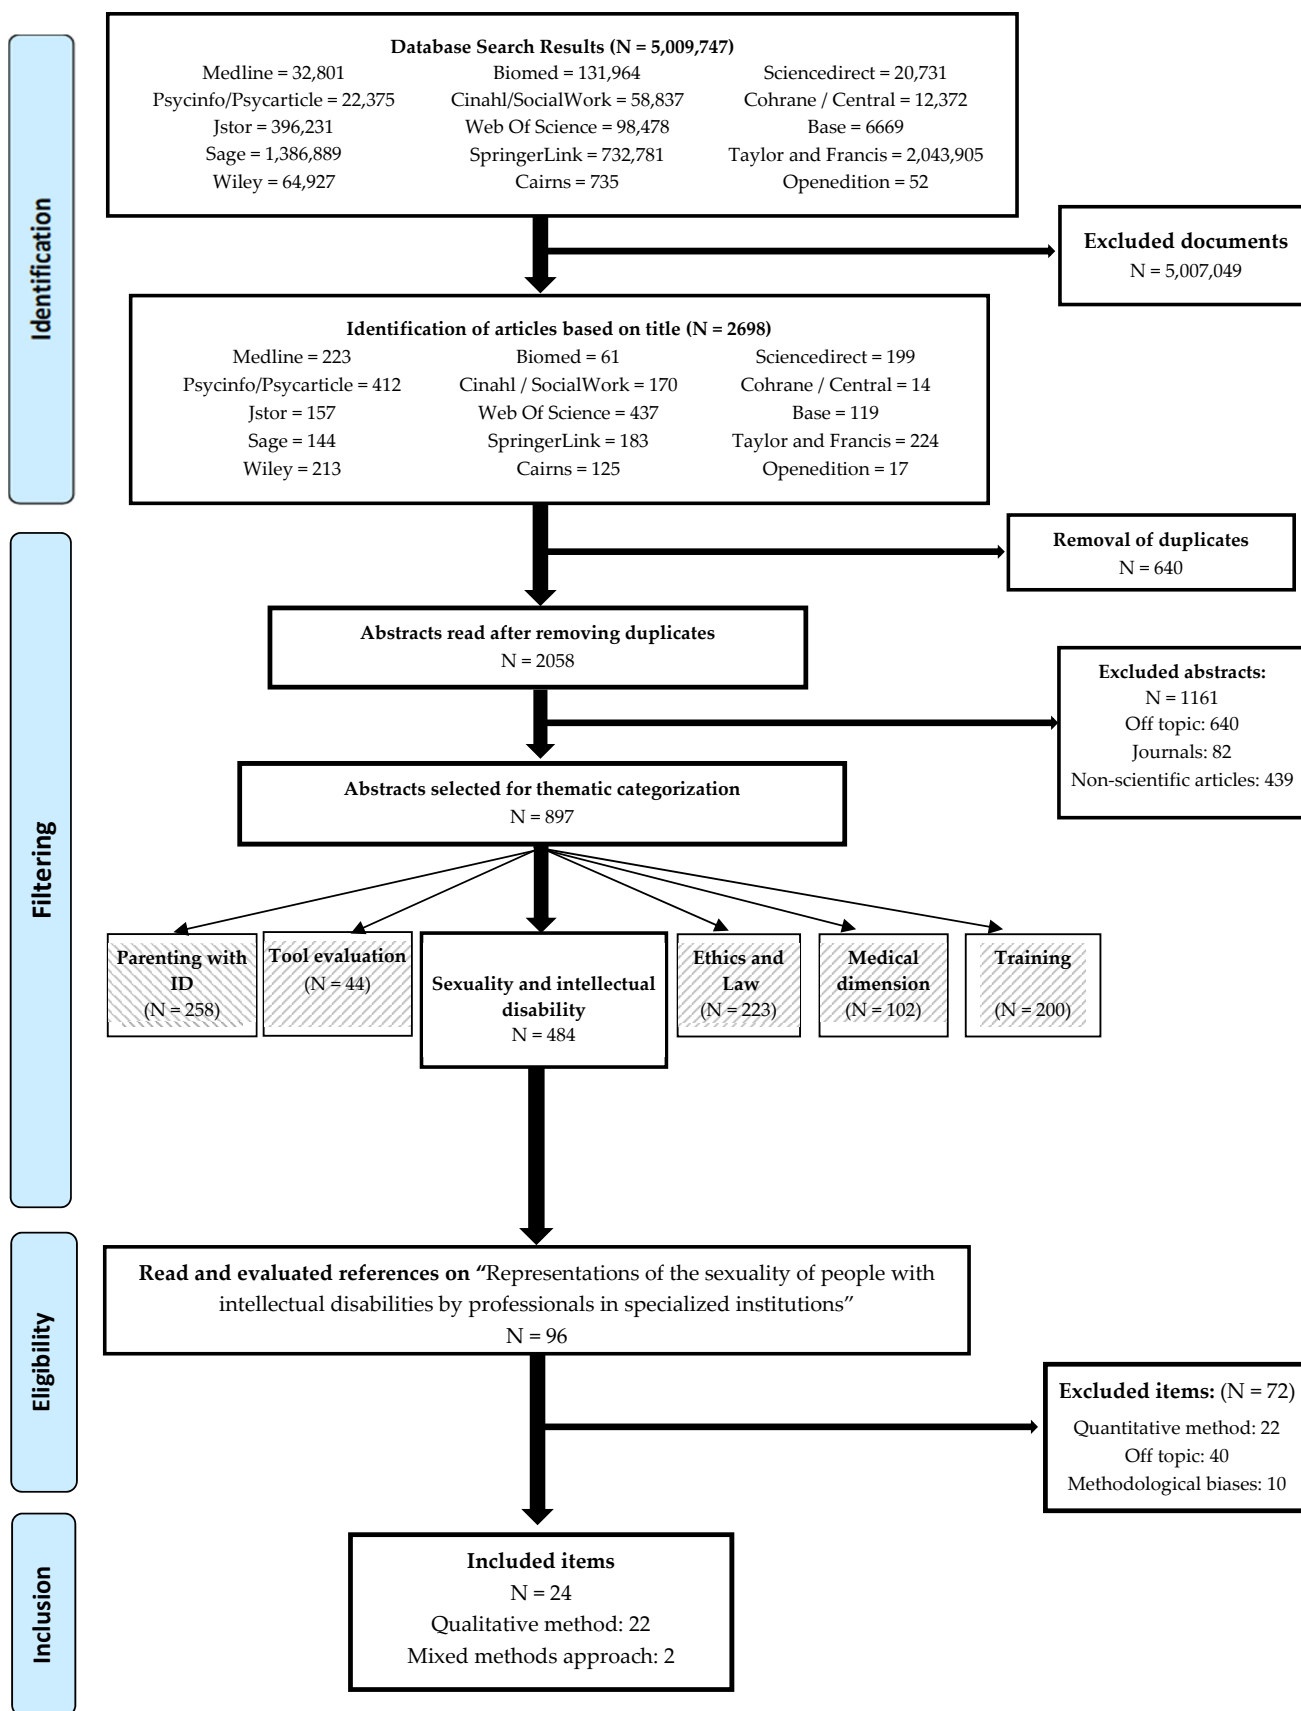 Identification
Database Search Results (N = 5,009,747)
Medline = 32,801 Biomed = 131,964 Sciencedirect = 20,731
Psycinfo/Psycarticle = 22,375 Cinahl/SocialWork = 58,837 Cohrane / Central = 12,372
Jstor = 396,231 Web Of Science = 98,478 Base = 6669
Sage = 1,386,889 SpringerLink = 732,781 Taylor and Francis = 2,043,905
Wiley = 64,927 Cairns = 735 Openedition = 52
Excluded documents
N = 5,007,049
Identification of articles based on title (N = 2698)
Medline = 223 Biomed = 61 Sciencedirect = 199
Psycinfo/Psycarticle = 412 Cinahl / SocialWork = 170 Cohrane / Central = 14
Jstor = 157 Web Of Science = 437 Base = 119
Sage = 144 SpringerLink = 183 Taylor and Francis = 224
Wiley = 213 Cairns = 125 Openedition = 17
Filtering
Removal of duplicates
N = 640
Abstracts read after removing duplicates
N = 2058
Excluded abstracts:
N = 1161
Off topic: 640
Journals: 82
Non-scientific articles: 439
Abstracts selected for thematic categorization
N = 897
Parenting with
ID
(N = 258)
Tool evaluation
(N = 44)
Sexuality and intellectual
disability
N = 484
Ethics and
Law
(N = 223)
Medical
dimension
(N = 102)
Training
(N = 200)
Eligibility
Read and evaluated references on “Representations of the sexuality of people with
intellectual disabilities by professionals in specialized institutions”
N = 96
Excluded items: (N = 72)
Quantitative method: 22
Off topic: 40
Methodological biases: 10
Inclusion
Included items
N = 24
Qualitative method: 22
Mixed methods approach: 2